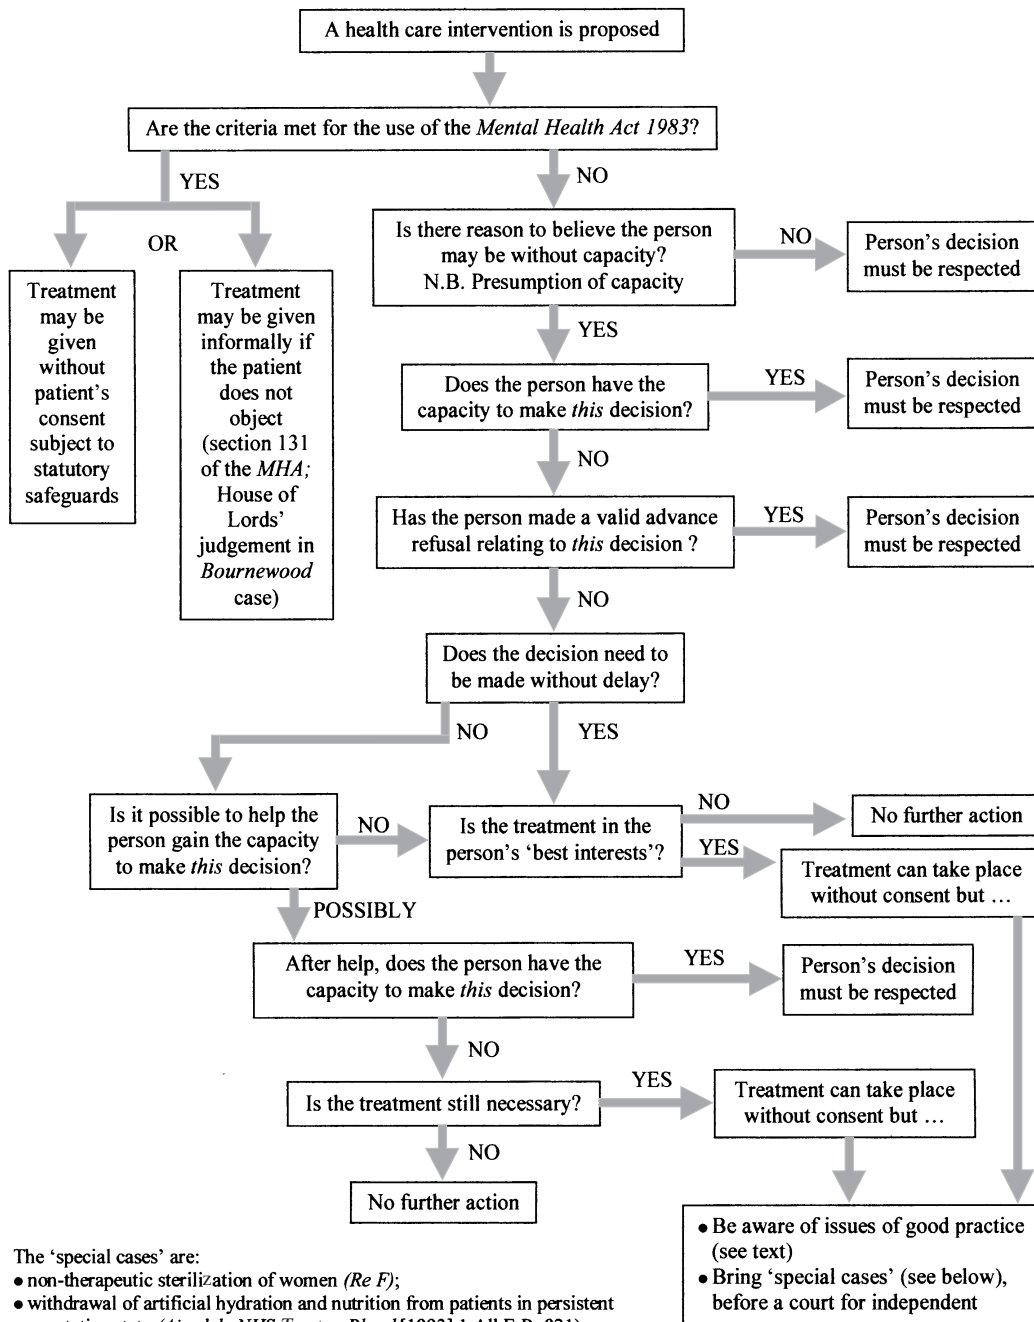 A health care intervention is proposed
Are the criteria met for the use of the Mental Health Act 1983?
YES
NO
OR
Treatment
may be
given
without
patient's
consent
subject to
statutory
safeguards
Treatment
may be given
informally if
the patient
does not
object
(section 131
of the MHA;
House of
Lords'
judgement in
Bournewood
case)
Is there reason to believe the person
may be without capacity?
N.B. Presumption of capacity
NO
Person's decision
must be respected
YES
Does the person have the
capacity to make this decision?
YES
Person's decision
must be respected
NO
Has the person made a valid advance
refusal relating to this decision ?
YES
Person's decision
must be respected
NO
Does the decision need to
be made without delay?
NO
YES
Is it possible to help the
person gain the capacity
to make this decision?
NO
Is the treatment in the
person's ‘best interests’?
NO
No further action
YES
Treatment can take place
without consent but …
POSSIBLY
After help, does the person have the
capacity to make this decision?
YES
Person's decision
must be respected
NO
Is the treatment still necessary?
YES
Treatment can take place
without consent but …
NO
No further action
• Be aware of issues of good practice
(see text)
• Bring ‘special cases’ (see below),
before a court for independent
The ‘special cases’ are:
• non-therapeutic sterilization of women (Re F);
• withdrawal of artificial hydration and nutrition from patients in persistent